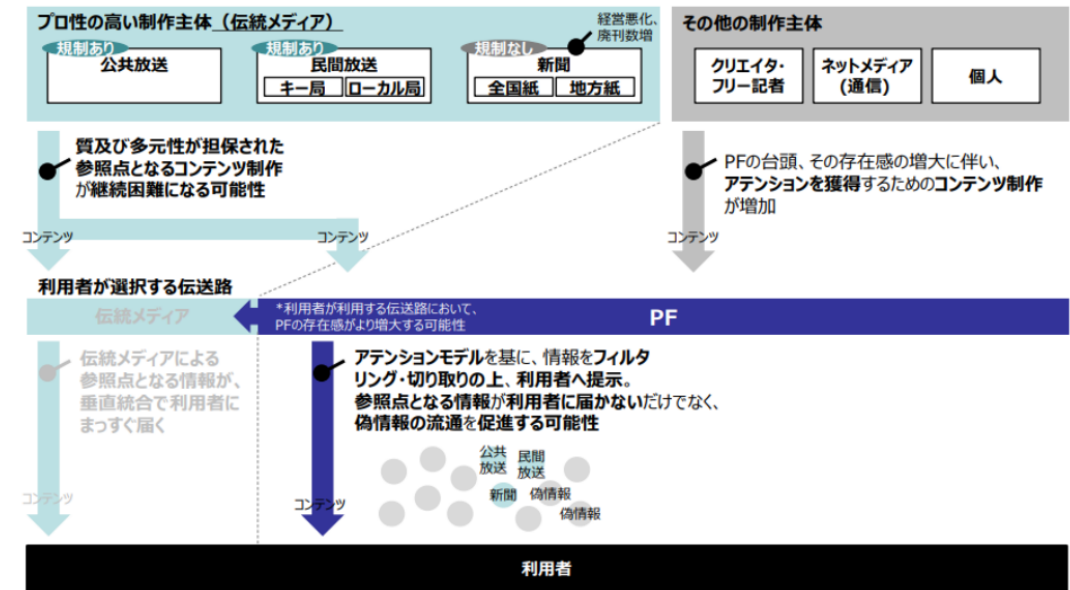 プロ性の高い制作主体（伝統メディア）
経営悪化、
廃刊数増
その他の制作主体
規制あり
公共放送
規制あり
民間放送
キー局
ローカル局
規制なし
新聞
全国紙
地方紙
クリエイタ・
フリー記者
ネットメディア
(通信)
個人
質及び多元性が担保された
参照点となるコンテンツ制作
が継続困難になる可能性
PFの台頭、その存在感の増大に伴い、
アテンションを獲得するためのコンテンツ制作
が増加
コンテンツ
コンテンツ
コンテンツ
利用者が選択する伝送路
伝統メディア
*利用者が利用する伝送路において、
PFの存在感がより増大する可能性
PF
伝統メディアによる
参照点となる情報が、
垂直統合で利用者に
まっすぐ届く
アテンションモデルを基に、情報をフィルタ
リング・切り取りの上、利用者へ提示。
参照点となる情報が利用者に届かないだけでなく、
偽情報の流通を促進する可能性
公共
放送
民間
放送
新聞
偽情報
偽情報
コンテンツ
コンテンツ
利用者